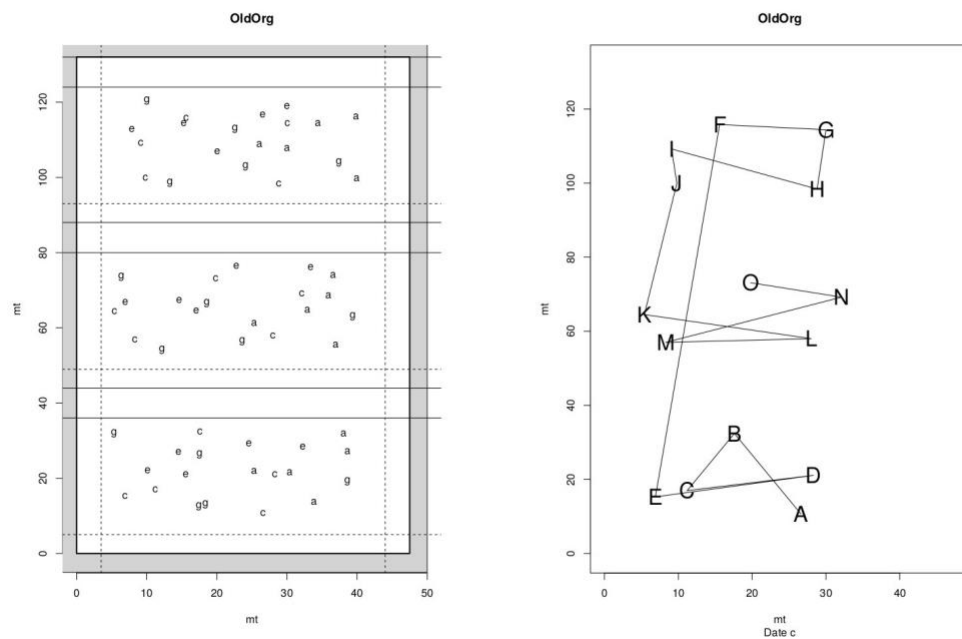 OldOrg
mt
0 20 40 60 80 100 120
g e
c e a
g e e g c a
c a e a
g c a
c g c
e e
g c e a
e g g c a
c e c a g
c g g a c a
c g e a
e g c e a
c e e a c a g
c c g g a
e
0 10 20 30 40 50
mt
OldOrg
mt
0 20 40 60 80 100 120
F G
I
J H
O N
K
M L
B
D
E C A
0 10 20 30 40
mt
Date c